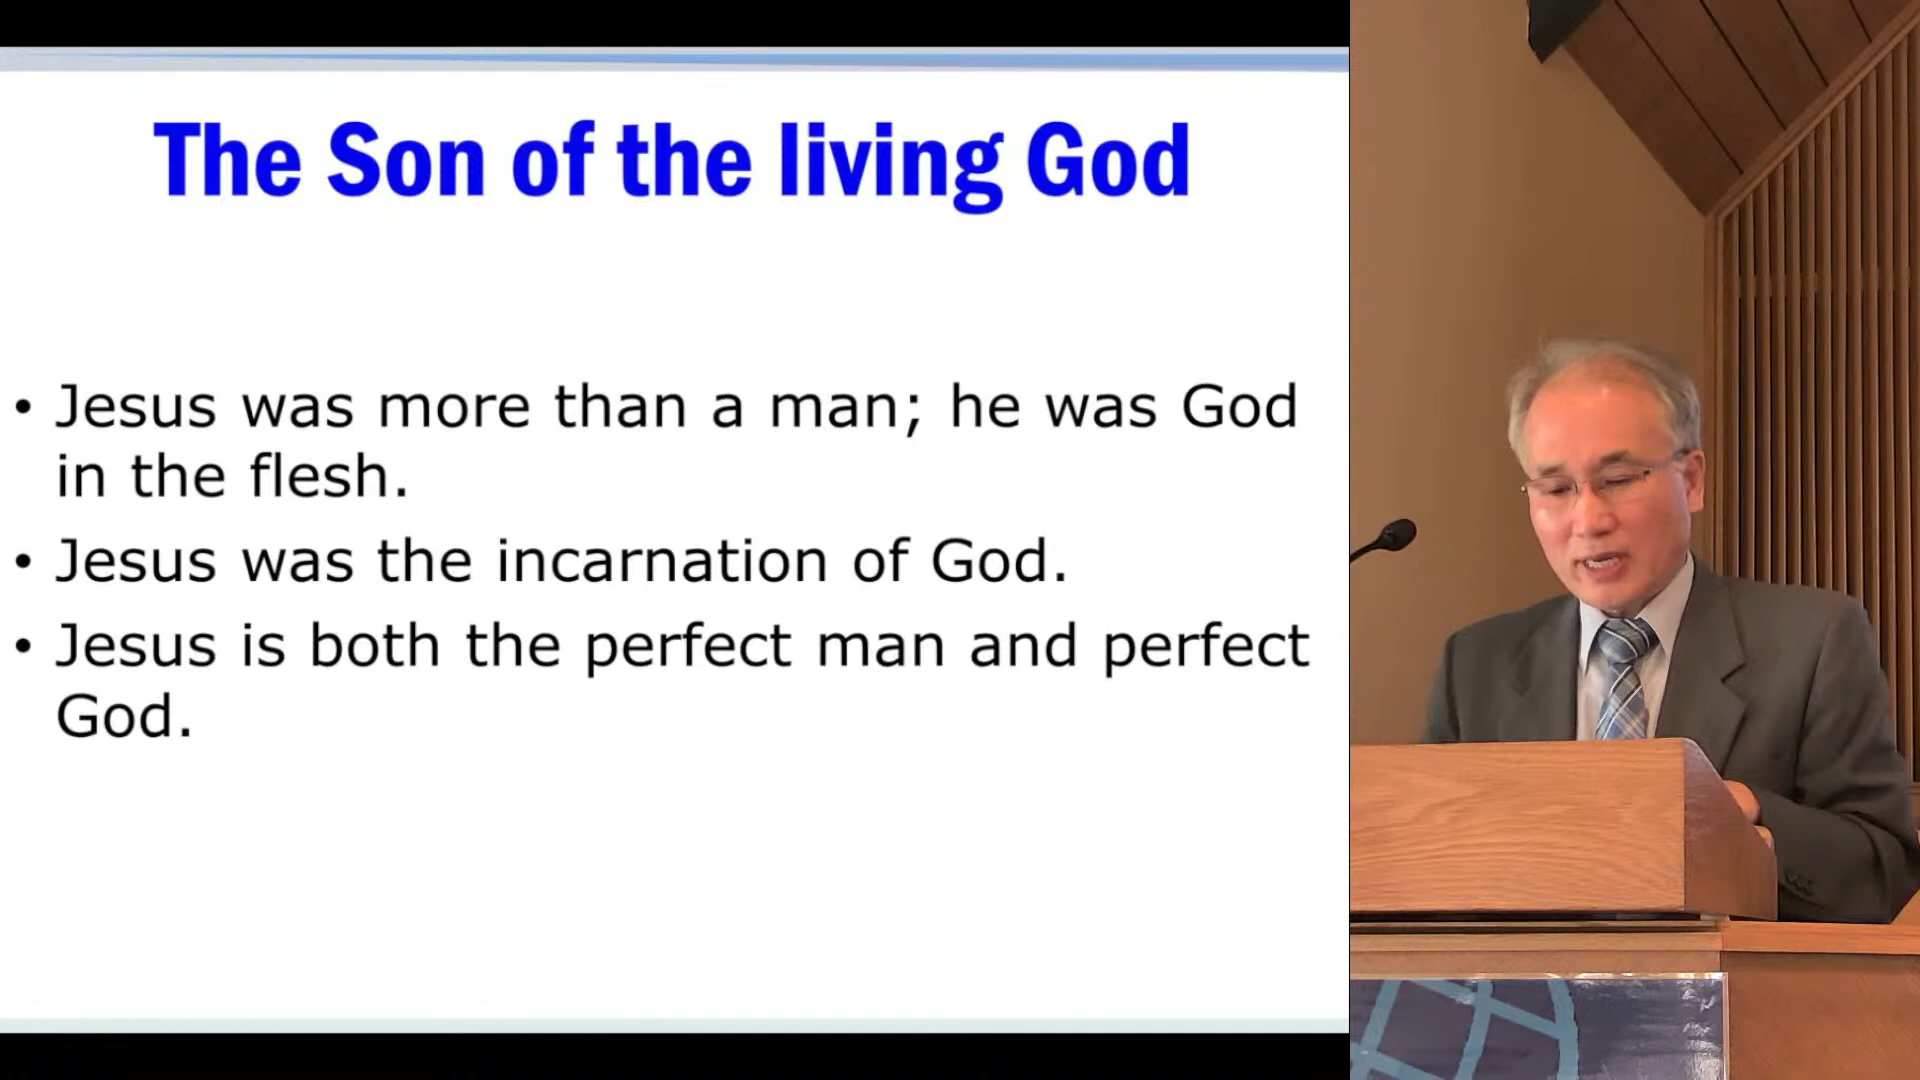 The Son of the living God
• Jesus was more than a man; he was God
in the flesh.
• Jesus was the incarnation of God.
• Jesus is both the perfect man and perfect
God.